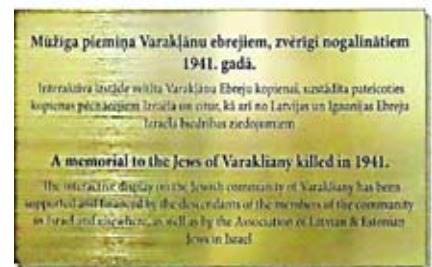 Mūžīga piemiņa Varakļānu ebrejiem, zvērīgi nogalinātiem
1941. gadā.
Interaktīva izstāde veltīta Varakļānu Ebreju kopienai, uzstādīta pateicoties
kopienas pēcnācējiem Izraēlā un citur, kā arī no Latvijas un Igaunijas Ebreju
Izraēlā biedrības ziedojumiem
A memorial to the Jews of Varakliany killed in 1941.
The interactive display on the Jewish community of Varakliany has been
supported and financed by the descendants of the members of the community
in Israel and elsewhere, as well as by the Association of Latvian & Estonian
Jews in Israel